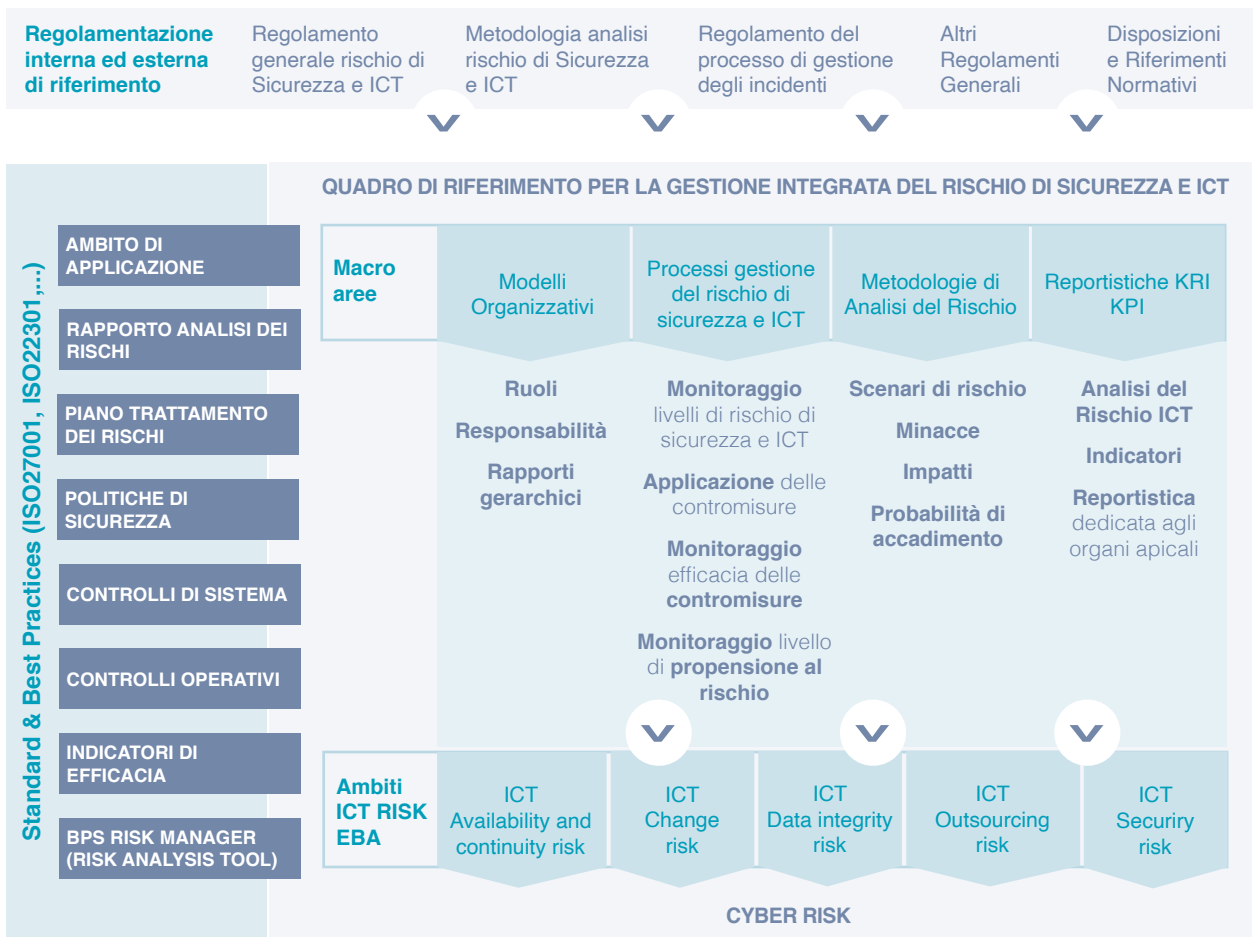 Regolamentazione
interna ed esterna
di riferimento
Regolamento
generale rischio di
Sicurezza e ICT
Metodologia analisi
rischio di Sicurezza
e ICT
Regolamento del
processo di gestione
degli incidenti
Altri
Regolamenti
Generali
Disposizioni
e Riferimenti
Normativi
Standard & Best Practices (ISO27001, ISO22301,...)
AMBITO DI
APPLICAZIONE
RAPPORTO ANALISI DEI
RISCHI
PIANO TRATTAMENTO
DEI RISCHI
POLITICHE DI
SICUREZZA
CONTROLLI DI SISTEMA
CONTROLLI OPERATIVI
INDICATORI DI
EFFICACIA
BPS RISK MANAGER
(RISK ANALYSIS TOOL)
QUADRO DI RIFERIMENTO PER LA GESTIONE INTEGRATA DEL RISCHIO DI SICUREZZA E ICT
Macro
aree
Modelli
Organizzativi
Processi gestione
del rischio di
sicurezza e ICT
Metodologie di
Analisi del Rischio
Reportistiche KRI
KPI
Ruoli
Responsabilità
Rapporti
gerarchici
Monitoraggio
livelli di rischio di
sicurezza e ICT
Applicazione delle
contromisure
Monitoraggio
efficacia delle
contromisure
Monitoraggio livello
di propensione al
rischio
Scenari di rischio
Minacce
Impatti
Probabilità di
accadimento
Analisi del
Rischio ICT
Indicatori
Reportistica
dedicata agli
organi apicali
Ambiti
ICT RISK
EBA
ICT
Availability and
continuity risk
ICT
Change
risk
ICT
Data integrity
risk
ICT
Outsourcing
risk
ICT
Securiry
risk
CYBER RISK